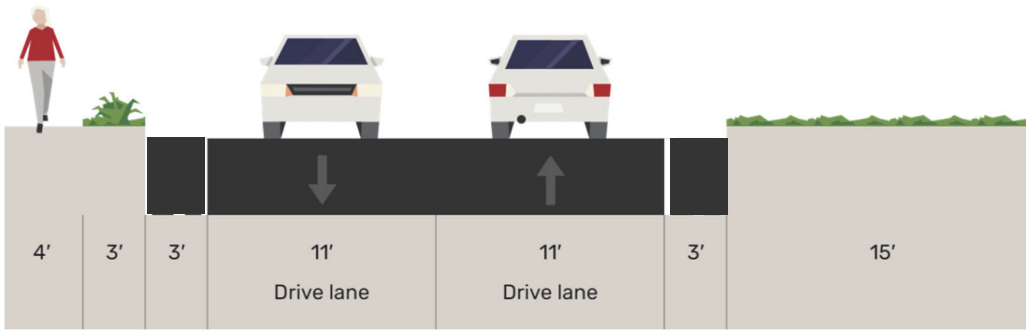 4′ 3′ 3′ 11′ 11′ 3′ 15′
Drive lane Drive lane